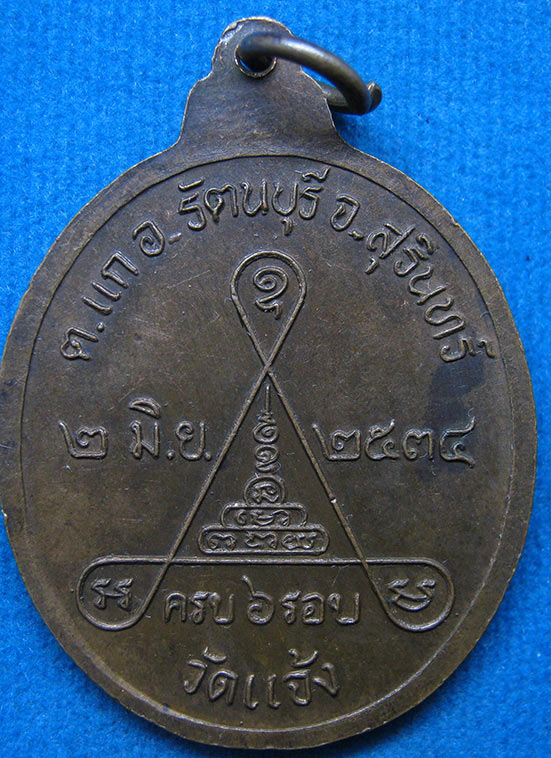 ต.แก อ.รัตนบุรี จ.สุรินทร์
๒ มิ.ย. ๒๕๓๔
ครบ ๖ รอบ
วัดแจ้ง